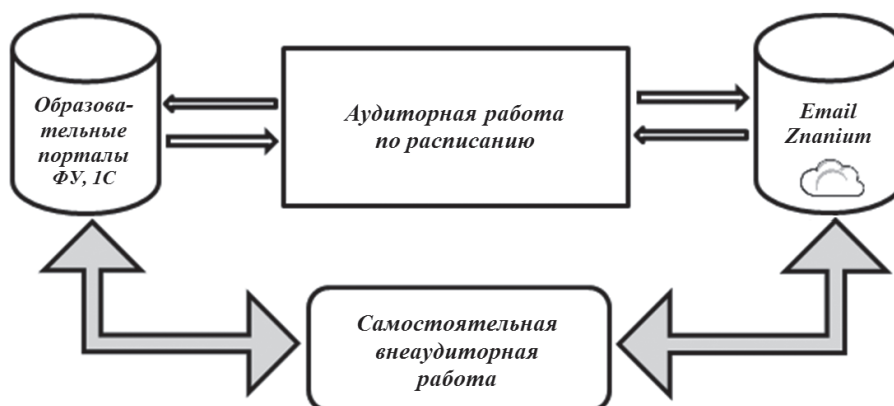 Образова-
тельные
порталы
ФУ, 1С
Аудиторная работа
по расписанию
Email
Znanium
Самостоятельная
внеаудиторная
работа